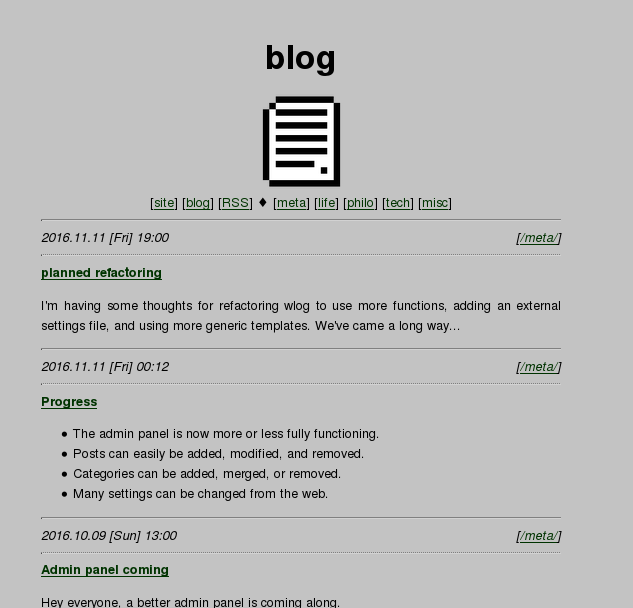 blog
[site] [blog] [RSS] ♦ [meta] [life] [philo] [tech] [misc]
2016.11.11 [Fri] 19:00 [/meta/]
planned refactoring
I'm having some thoughts for refactoring wlog to use more functions, adding an external
settings file, and using more generic templates. We've came a long way...
2016.11.11 [Fri] 00:12 [/meta/]
Progress
• The admin panel is now more or less fully functioning.
• Posts can easily be added, modified, and removed.
• Categories can be added, merged, or removed.
• Many settings can be changed from the web.
2016.10.09 [Sun] 13:00 [/meta/]
Admin panel coming
Hey everyone, a better admin panel is coming along.